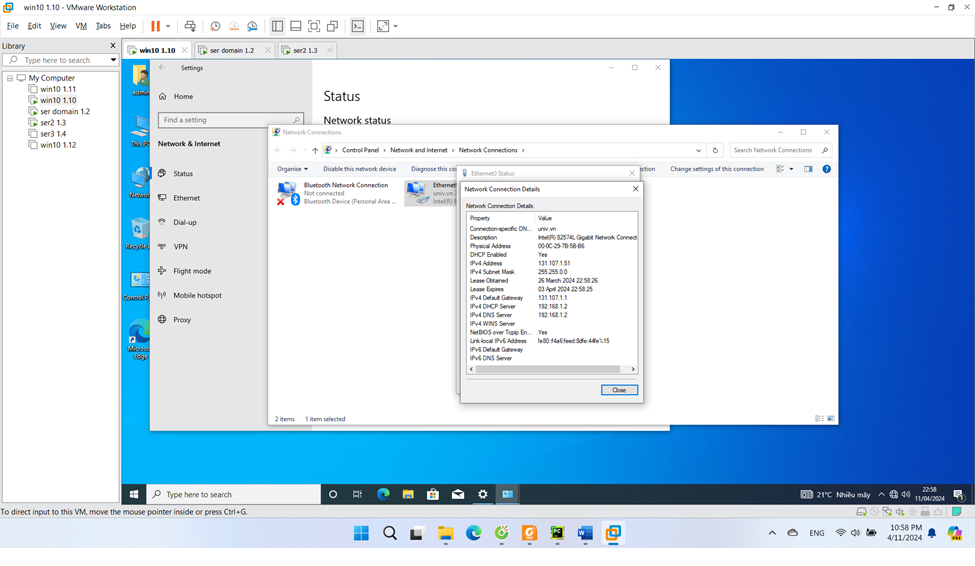 win10 1.10 - VMware Workstation
File Edit View VM Tabs Help
Library
Type here to search
My Computer
win10 1.11
win10 1.10
ser domain 1.2
ser2 1.3
ser3 1.4
win10 1.12
win10 1.10 ser domain 1.2 ser2 1.3
admin
This PC
Network
Recycle
Control P
Microso
Edge
Settings
Home
Find a setting
Network & Internet
Status
Ethernet
Dial-up
VPN
Flight mode
Mobile hotspot
Proxy
Status
Network status
Network Connections
Control Panel > Network and Internet > Network Connections >
Search Network Connections
Organise Disable this network device Diagnose this co ction Change settings of this connection
Bluetooth Network Connection
Not connected
Bluetooth Device (Personal Area ...
Ethernet
univ.vn
Intel(R)
Ethernet0 Status
Network Connection Details
Network Connection Details:
Property Value
Connection-specific DN... univ.vn
Description Intel(R) 82574L Gigabit Network Connect
Physical Address 00-0C-29-7B-5B-B6
DHCP Enabled Yes
IPv4 Address 131.107.1.51
IPv4 Subnet Mask 255.255.0.0
Lease Obtained 26 March 2024 22:58:26
Lease Expires 03 April 2024 22:58:25
IPv4 Default Gateway 131.107.1.1
IPv4 DHCP Server 192.168.1.2
IPv4 DNS Server 192.168.1.2
IPv4 WINS Server
NetBIOS over Tcpip En... Yes
Link-local IPv6 Address fe80::f4a6:feed:8dfe:44fe%15
IPv6 Default Gateway
IPv6 DNS Server
Close
2 items 1 item selected
Type here to search
21°C Nhiều mây
22:58
11/04/2024
To direct input to this VM, move the mouse pointer inside or press Ctrl+G.
ENG
10:58 PM
4/11/2024